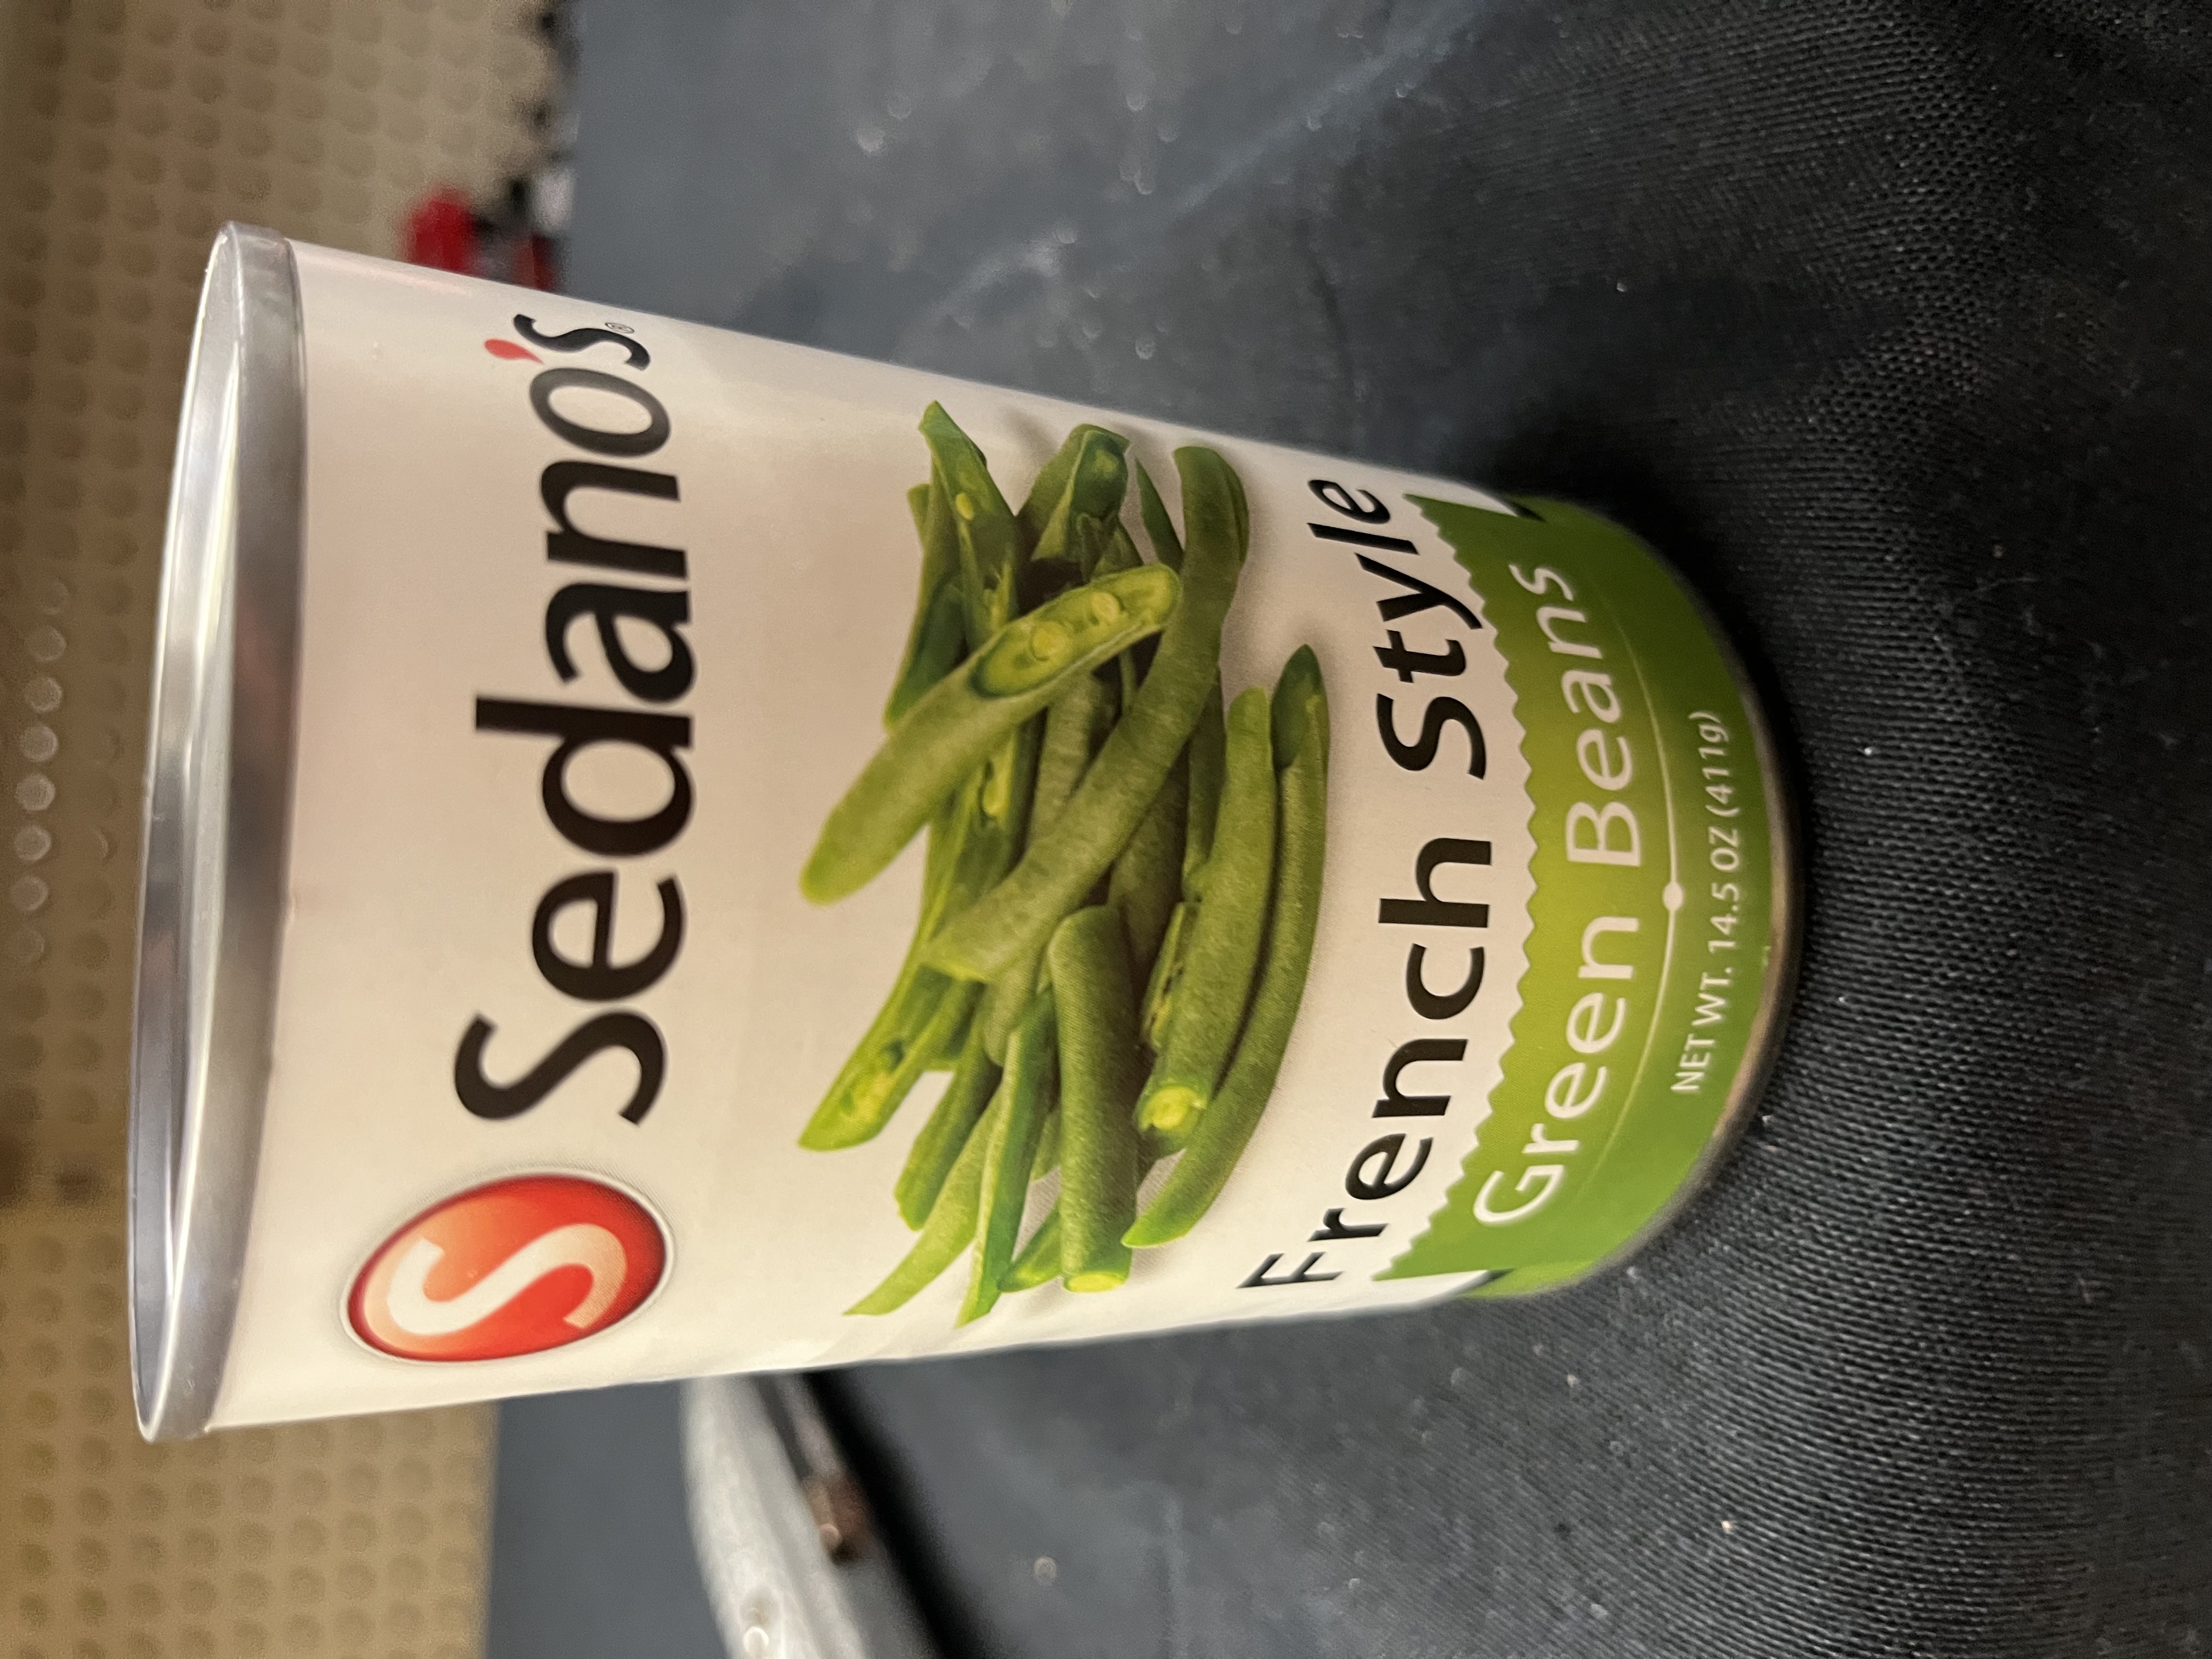 S Sedano's®
French Style
Green Beans
NET WT. 14.5 OZ (411g)